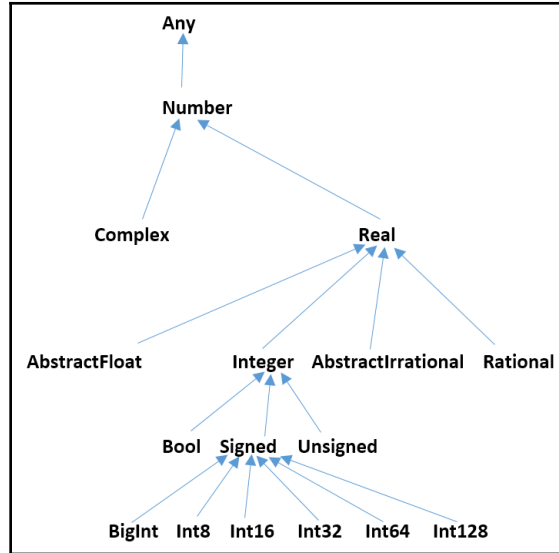 Any
Number
Complex Real
AbstractFloat Integer AbstractIrrational Rational
Bool Signed Unsigned
BigInt Int8 Int16 Int32 Int64 Int128